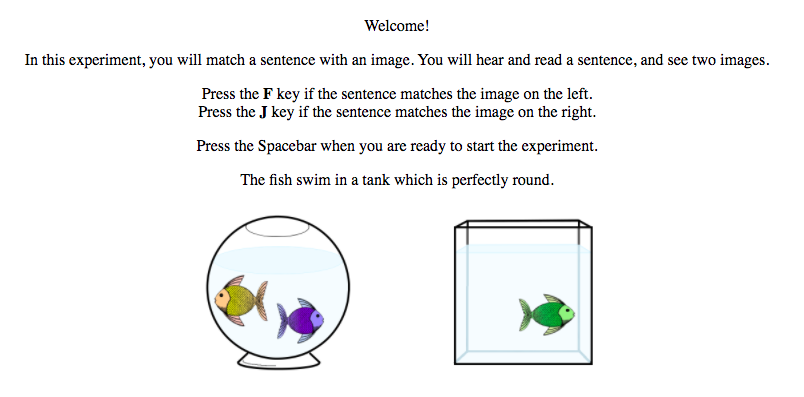 Welcome!
In this experiment, you will match a sentence with an image. You will hear and read a sentence, and see two images.
Press the F key if the sentence matches the image on the left.
Press the J key if the sentence matches the image on the right.
Press the Spacebar when you are ready to start the experiment.
The fish swim in a tank which is perfectly round.